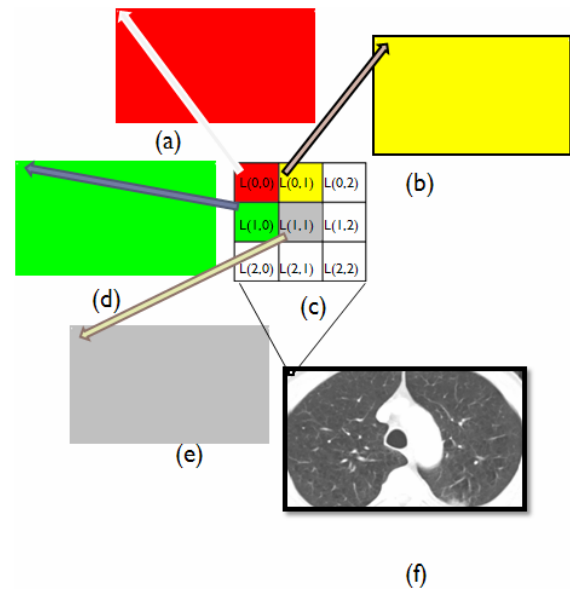 (a)
(b)
L(0,0) L(0,1) L(0,2)
L(1,0) L(1,1) L(1,2)
L(2,0) L(2,1) L(2,2)
(d)
(c)
(e)
(f)